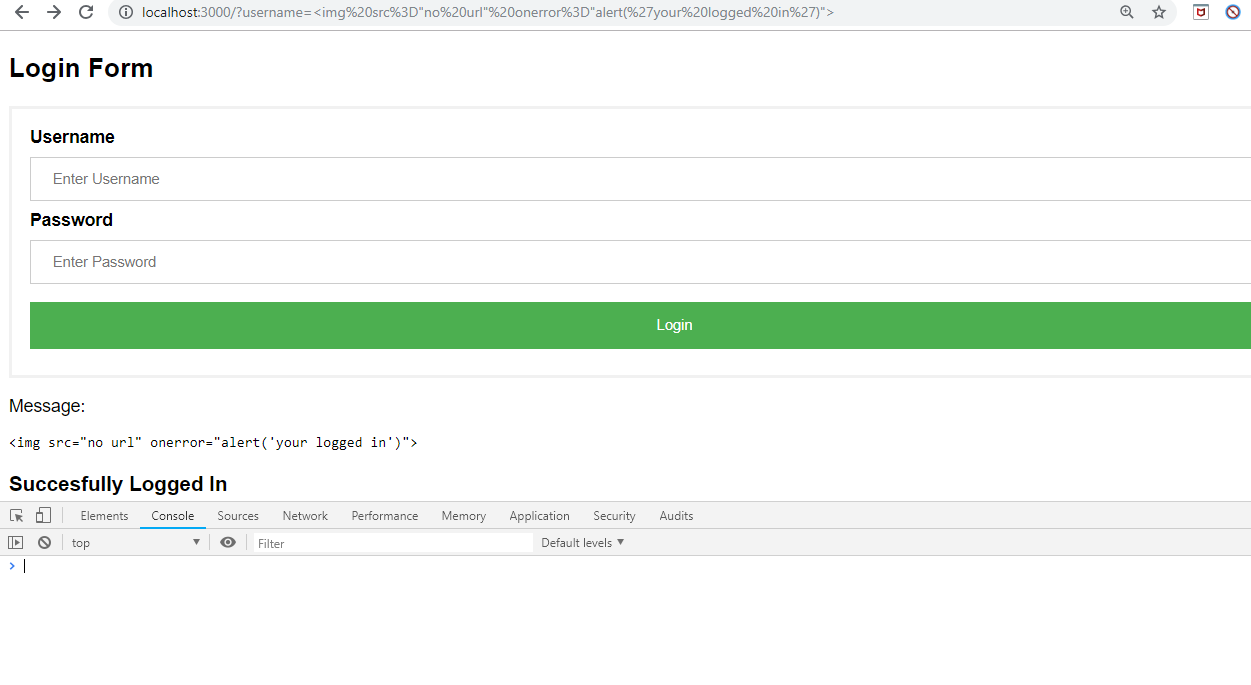 localhost:3000/?username=<img%20src%3D"no%20url"%20onerror%3D"alert(%27your%20logged%20in%27)">
Login Form
Username
Enter Username
Password
Enter Password
Login
Message:
<img src="no url" onerror="alert('your logged in')">
Succesfully Logged In
Elements Console Sources Network Performance Memory Application Security Audits
top Filter Default levels